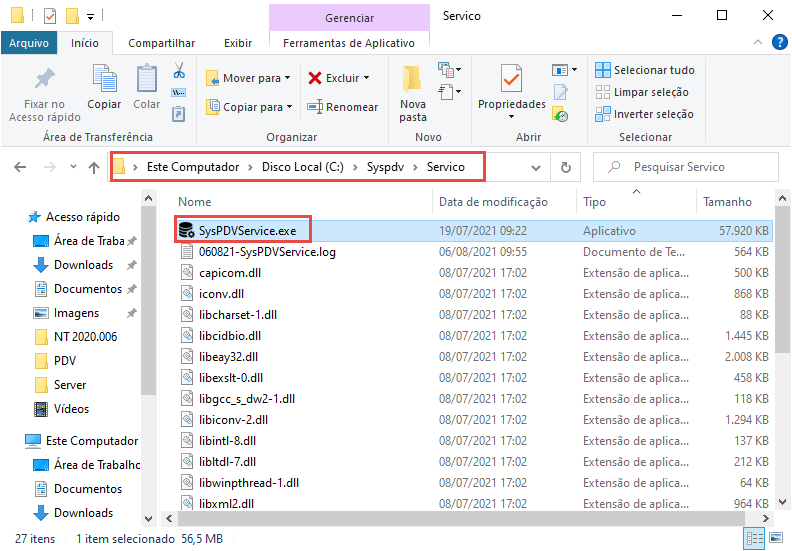 Gerenciar
Servico
Arquivo
Início
Compartilhar
Exibir
Ferramentas de Aplicativo
Fixar no
Acesso rápido
Copiar
Colar
Mover para
Copiar para
Excluir
Renomear
Nova
pasta
Propriedades
Selecionar tudo
Limpar seleção
Inverter seleção
Área de Transferência
Organizar
Novo
Abrir
Selecionar
Este Computador
Disco Local (C:)
Syspdv
Servico
Pesquisar Servico
Nome
Data de modificação
Tipo
Tamanho
Acesso rápido
Área de Traba
Downloads
Documentos
Imagens
NT 2020.006
PDV
Server
Vídeos
Este Computador
Área de Trabalho
Documentos
Downloads
SysPDVService.exe 19/07/2021 09:22 Aplicativo 57.920 KB
060821-SysPDVService.log 06/08/2021 09:55 Documento de Te... 564 KB
capicom.dll 08/07/2021 17:02 Extensão de aplica... 500 KB
iconv.dll 08/07/2021 17:02 Extensão de aplica... 868 KB
libcharset-1.dll 08/07/2021 17:02 Extensão de aplica... 88 KB
libcidbio.dll 08/07/2021 17:02 Extensão de aplica... 1.445 KB
libeay32.dll 08/07/2021 17:02 Extensão de aplica... 2.008 KB
libexslt-0.dll 08/07/2021 17:02 Extensão de aplica... 458 KB
libgcc_s_dw2-1.dll 08/07/2021 17:02 Extensão de aplica... 118 KB
libiconv-2.dll 08/07/2021 17:02 Extensão de aplica... 1.294 KB
libintl-8.dll 08/07/2021 17:02 Extensão de aplica... 137 KB
libltdl-7.dll 08/07/2021 17:02 Extensão de aplica... 212 KB
libwinpthread-1.dll 08/07/2021 17:02 Extensão de aplica... 64 KB
libxml2.dll 08/07/2021 17:02 Extensão de aplica... 964 KB
27 itens
1 item selecionado 56,5 MB